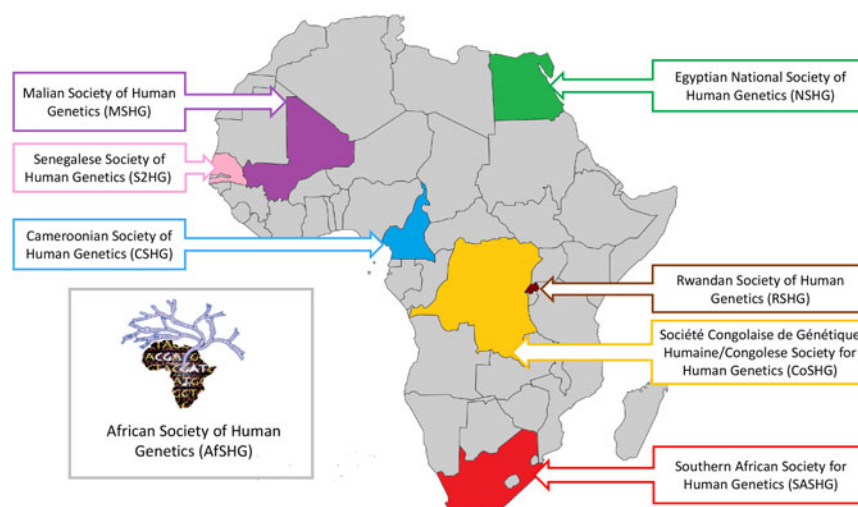 Malian Society of Human
Genetics (MSHG)
Senegalese Society of
Human Genetics (S2HG)
Cameroonian Society of
Human Genetics (CSHG)
African Society of Human
Genetics (AfSHG)
Egyptian National Society of
Human Genetics (NSHG)
Rwandan Society of Human
Genetics (RSHG)
Société Congolaise de Génétique
Humaine/Congolese Society for
Human Genetics (CoSHG)
Southern African Society for
Human Genetics (SASHG)